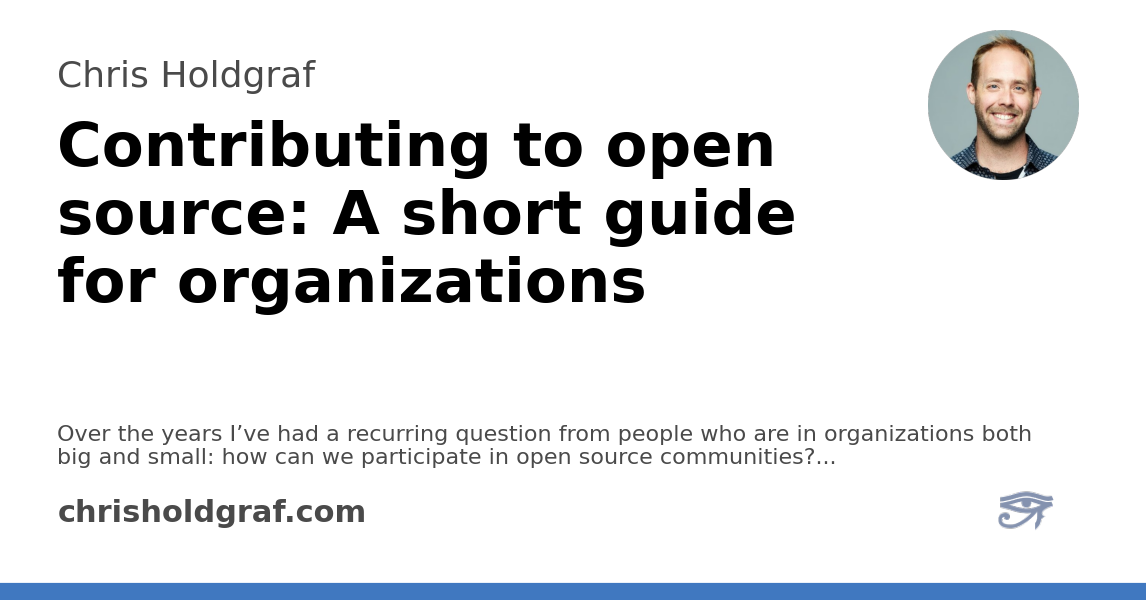 Chris Holdgraf
Contributing to open
source: A short guide
for organizations
Over the years I’ve had a recurring question from people who are in organizations both
big and small: how can we participate in open source communities?...
chrisholdgraf.com